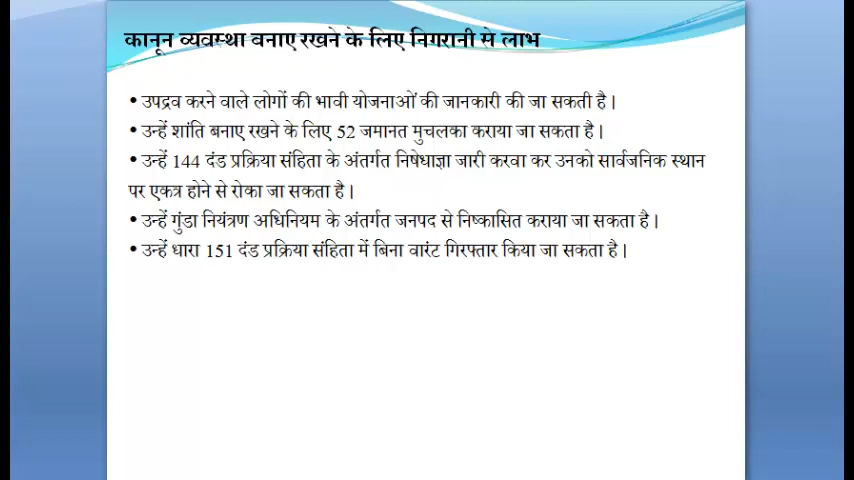 कानून व्यवस्था बनाए रखने के लिए निगरानी से लाभ
• उपद्रव करने वाले लोगों की भावी योजनाओं की जानकारी की जा सकती है।
• उन्हें शांति बनाए रखने के लिए 52 जमानत मुचलका कराया जा सकता है।
• उन्हें 144 दंड प्रक्रिया संहिता के अंतर्गत निषेधाज्ञा जारी करवा कर उनको सार्वजनिक स्थान
पर एकत्र होने से रोका जा सकता है।
• उन्हें गुंडा नियंत्रण अधिनियम के अंतर्गत जनपद से निष्कासित कराया जा सकता है।
• उन्हें धारा 151 दंड प्रक्रिया संहिता में बिना वारंट गिरफ्तार किया जा सकता है।